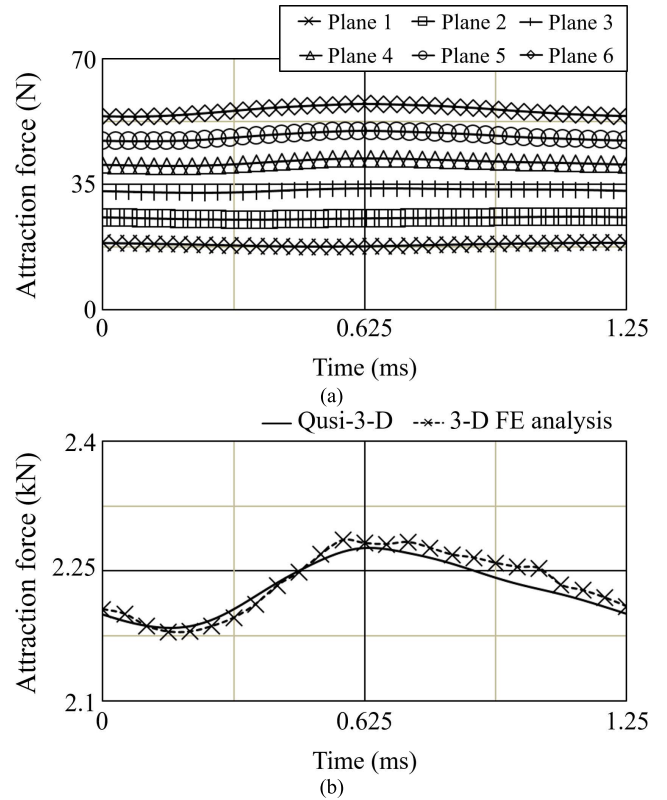 Plane 1 Plane 2 Plane 3
Plane 4 Plane 5 Plane 6
70
35
0
Attraction force (N)
0 0.625 1.25
Time (ms)
(a)
Qusi-3-D 3-D FE analysis
2.4
2.25
2.1
Attraction force (kN)
0 0.625 1.25
Time (ms)
(b)